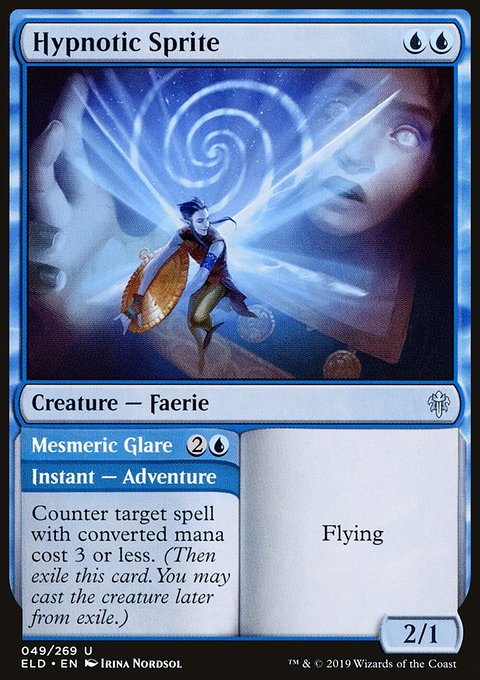 Hypnotic Sprite
Creature — Faerie
Mesmeric Glare 2
Instant — Adventure
Counter target spell
with converted mana
cost 3 or less. (Then
exile this card. You may
cast the creature later
from exile.)
Flying
2/1
049/269 U
ELD • EN Irina Nordsol
™ & © 2019 Wizards of the Coast